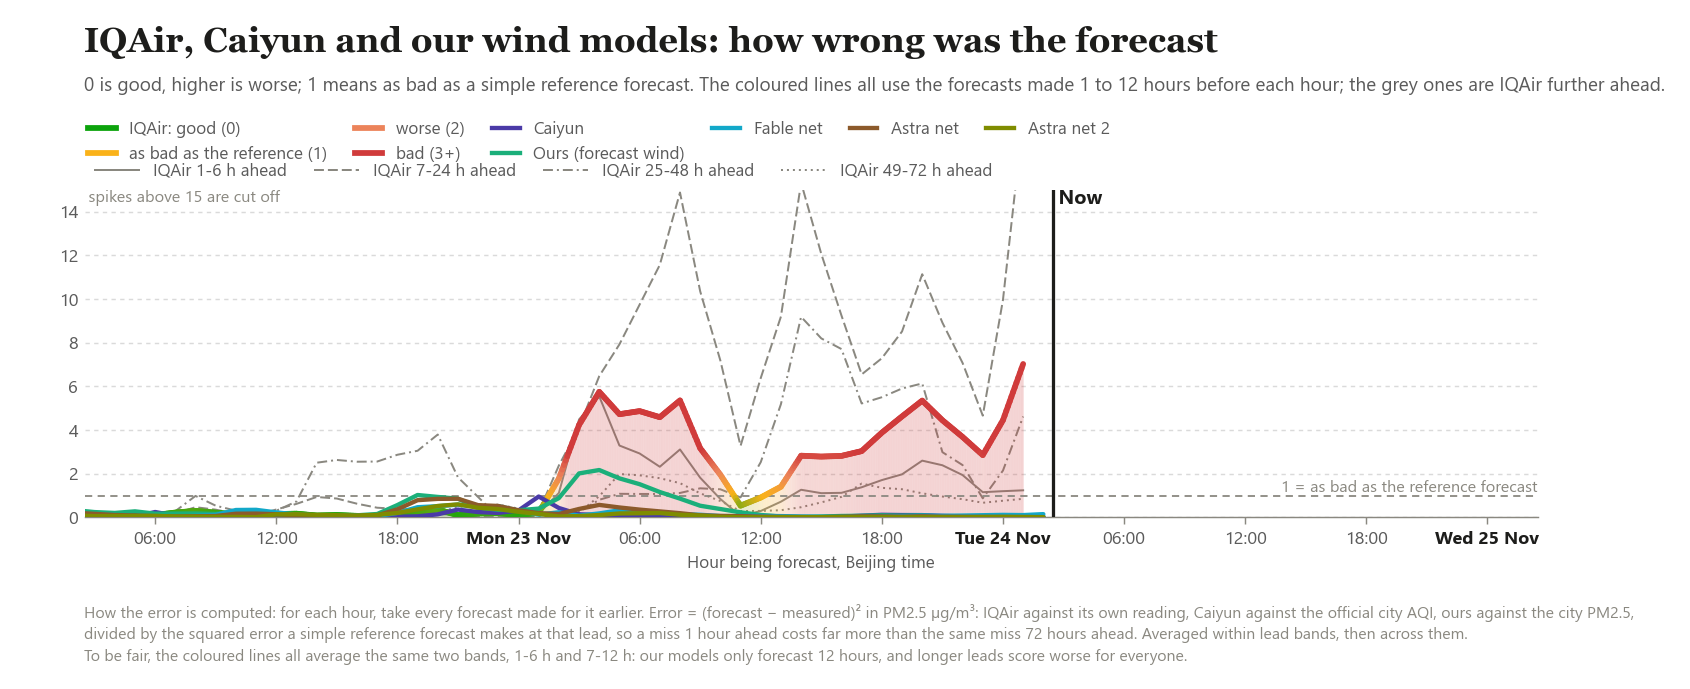 IQAir, Caiyun and our wind models: how wrong was the forecast
0 is good, higher is worse; 1 means as bad as a simple reference forecast. The coloured lines all use the forecasts made 1 to 12 hours before each hour; the grey ones are IQAir further ahead.
IQAir: good (0) worse (2) Caiyun Fable net Astra net Astra net 2
as bad as the reference (1) bad (3+) Ours (forecast wind)
IQAir 1-6 h ahead IQAir 7-24 h ahead IQAir 25-48 h ahead IQAir 49-72 h ahead
spikes above 15 are cut off
Now
14
12
10
8
6
4
2
1 = as bad as the reference forecast
0
06:00 12:00 18:00 Mon 23 Nov 06:00 12:00 18:00 Tue 24 Nov 06:00 12:00 18:00 Wed 25 Nov
Hour being forecast, Beijing time
How the error is computed: for each hour, take every forecast made for it earlier. Error = (forecast − measured)² in PM2.5 µg/m³: IQAir against its own reading, Caiyun against the official city AQI, ours against the city PM2.5,
divided by the squared error a simple reference forecast makes at that lead, so a miss 1 hour ahead costs far more than the same miss 72 hours ahead. Averaged within lead bands, then across them.
To be fair, the coloured lines all average the same two bands, 1-6 h and 7-12 h: our models only forecast 12 hours, and longer leads score worse for everyone.